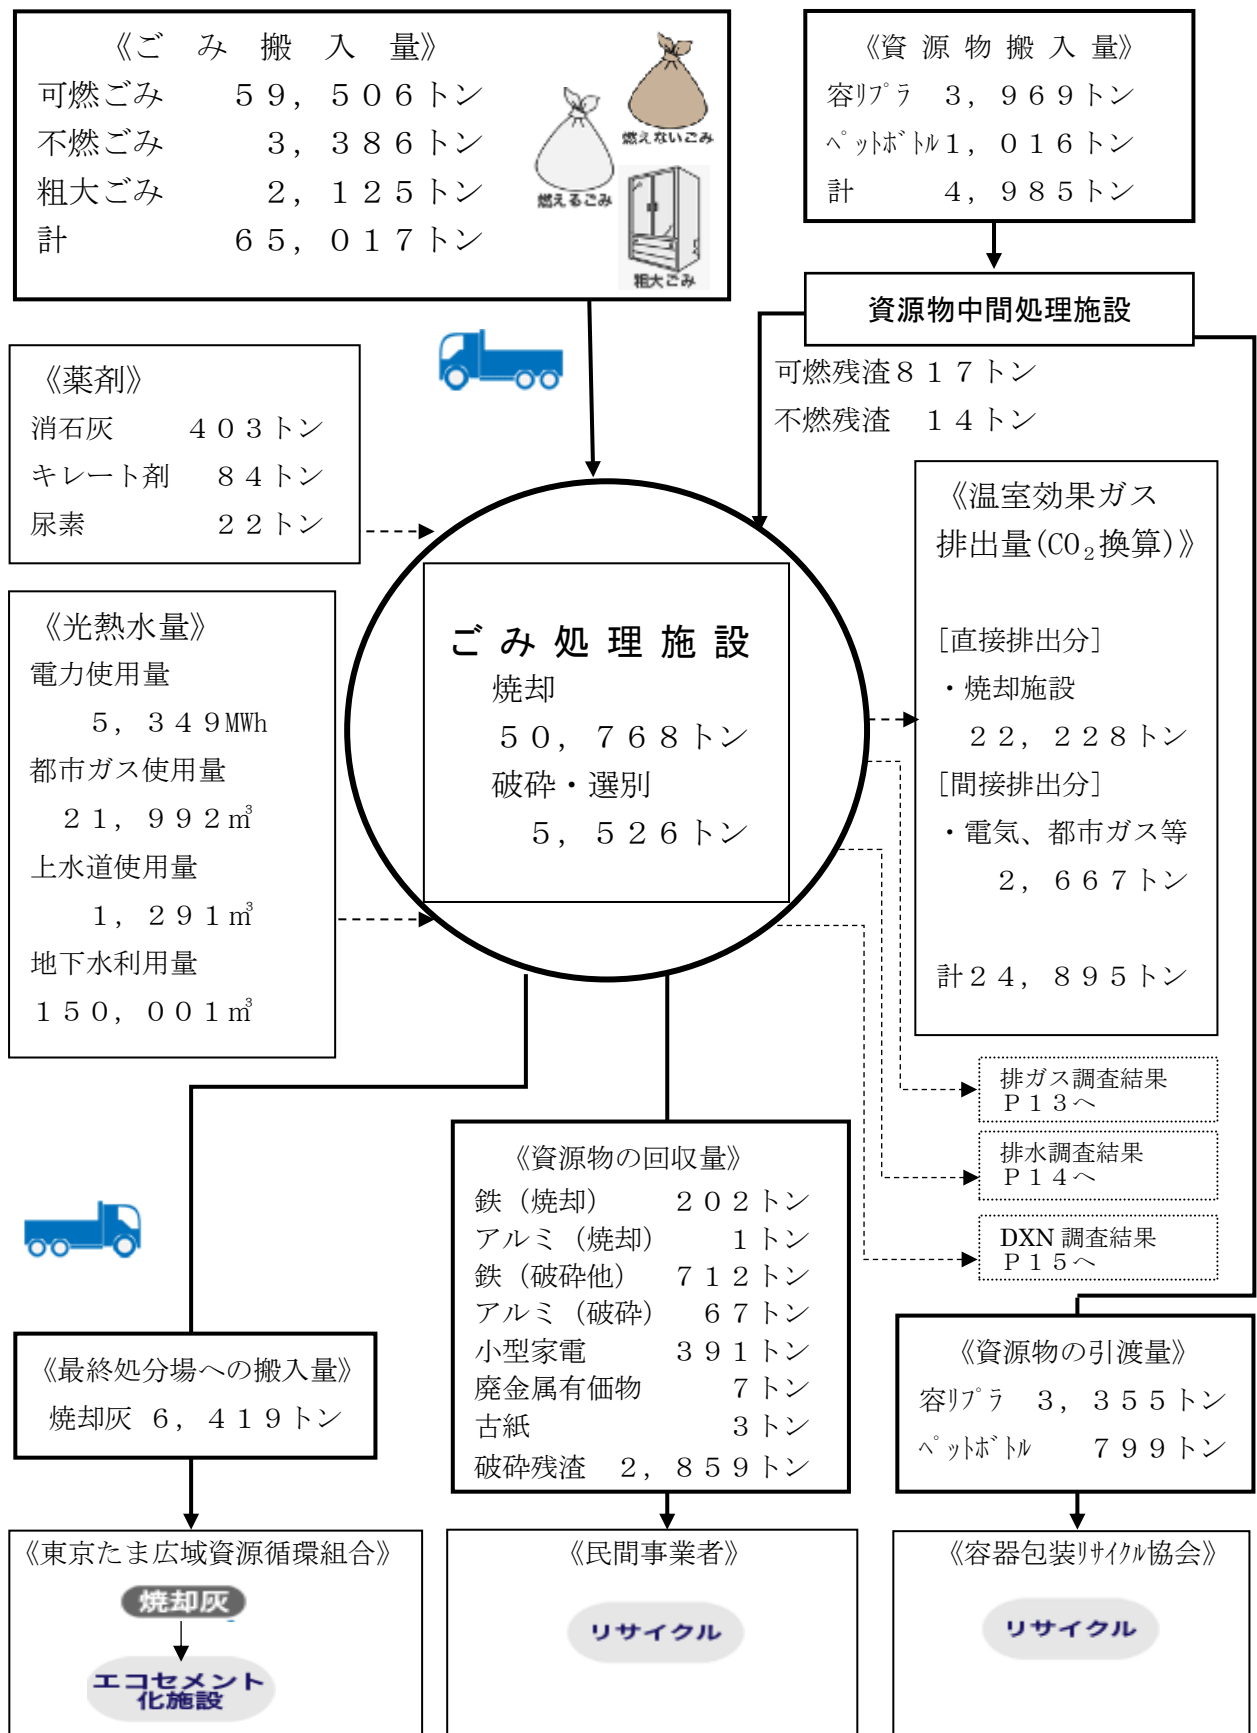 《ご み 搬 入 量》
可燃ごみ ５９，５０６トン
不燃ごみ ３，３８６トン
粗大ごみ ２，１２５トン
計 ６５，０１７トン
燃えないごみ
燃えるごみ
粗大ごみ
《資 源 物 搬 入 量》
容ﾘﾌﾟﾗ ３，９６９トン
ﾍﾟｯﾄﾎﾞﾄﾙ１，０１６トン
計 ４，９８５トン
資源物中間処理施設
可燃残渣８１７トン
不燃残渣 １４トン
《薬剤》
消石灰 ４０３トン
キレート剤 ８４トン
尿素 ２２トン
《光熱水量》
電力使用量
５，３４９MWh
都市ガス使用量
２１，９９２㎥
上水道使用量
１，２９１㎥
地下水利用量
１５０，００１㎥
ご み 処 理 施 設
焼却
５０，７６８トン
破砕・選別
５，５２６トン
《温室効果ガス
排出量(CO₂換算)》
［直接排出分］
・焼却施設
２２，２２８トン
［間接排出分］
・電気、都市ガス等
２，６６７トン
計２４，８９５トン
排ガス調査結果
Ｐ１３へ
排水調査結果
Ｐ１４へ
DXN 調査結果
Ｐ１５へ
《資源物の回収量》
鉄（焼却） ２０２トン
アルミ（焼却） １トン
鉄（破砕他） ７１２トン
アルミ（破砕） ６７トン
小型家電 ３９１トン
廃金属有価物 ７トン
古紙 ３トン
破砕残渣 ２，８５９トン
《最終処分場への搬入量》
焼却灰 ６，４１９トン
《資源物の引渡量》
容ﾘﾌﾟﾗ ３，３５５トン
ﾍﾟｯﾄﾎﾞﾄﾙ ７９９トン
《東京たま広域資源循環組合》
焼却灰
エコセメント
化施設
《民間事業者》
リサイクル
《容器包装ﾘｻｲｸﾙ協会》
リサイクル